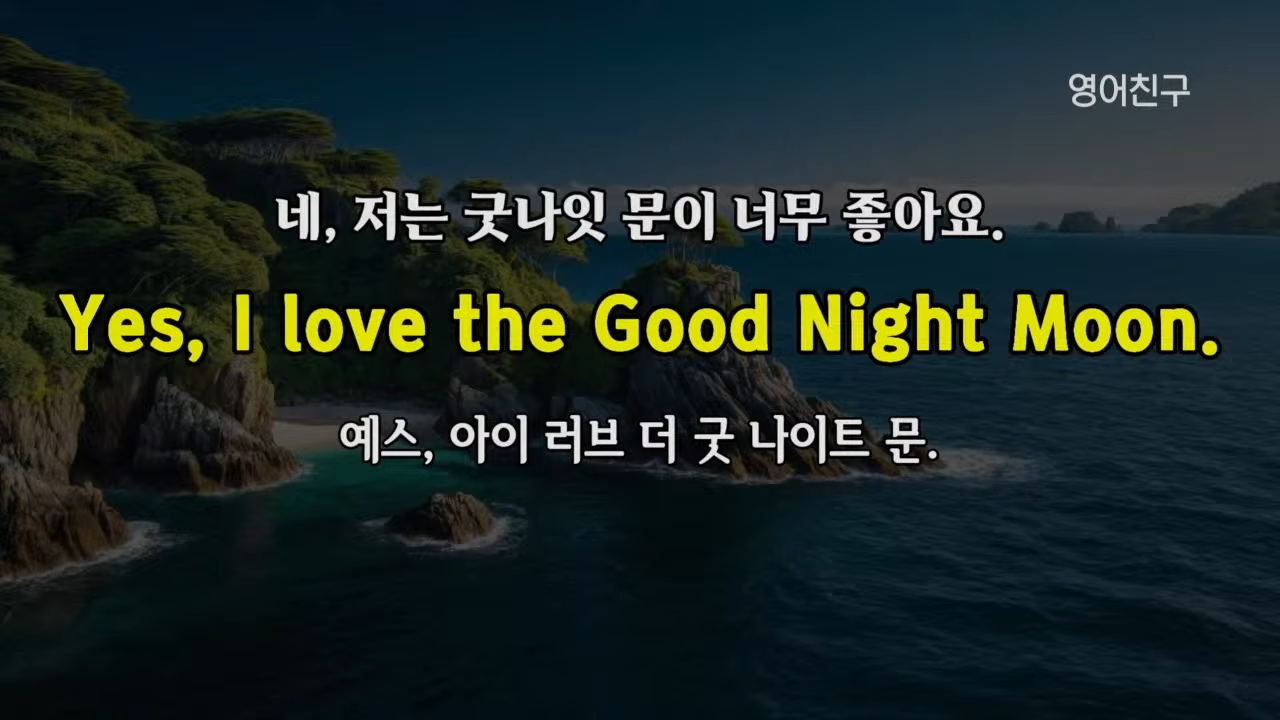 영어친구
네, 저는 굿나잇 문이 너무 좋아요.
Yes, I love the Good Night Moon.
예스, 아이 러브 더 굿 나이트 문.